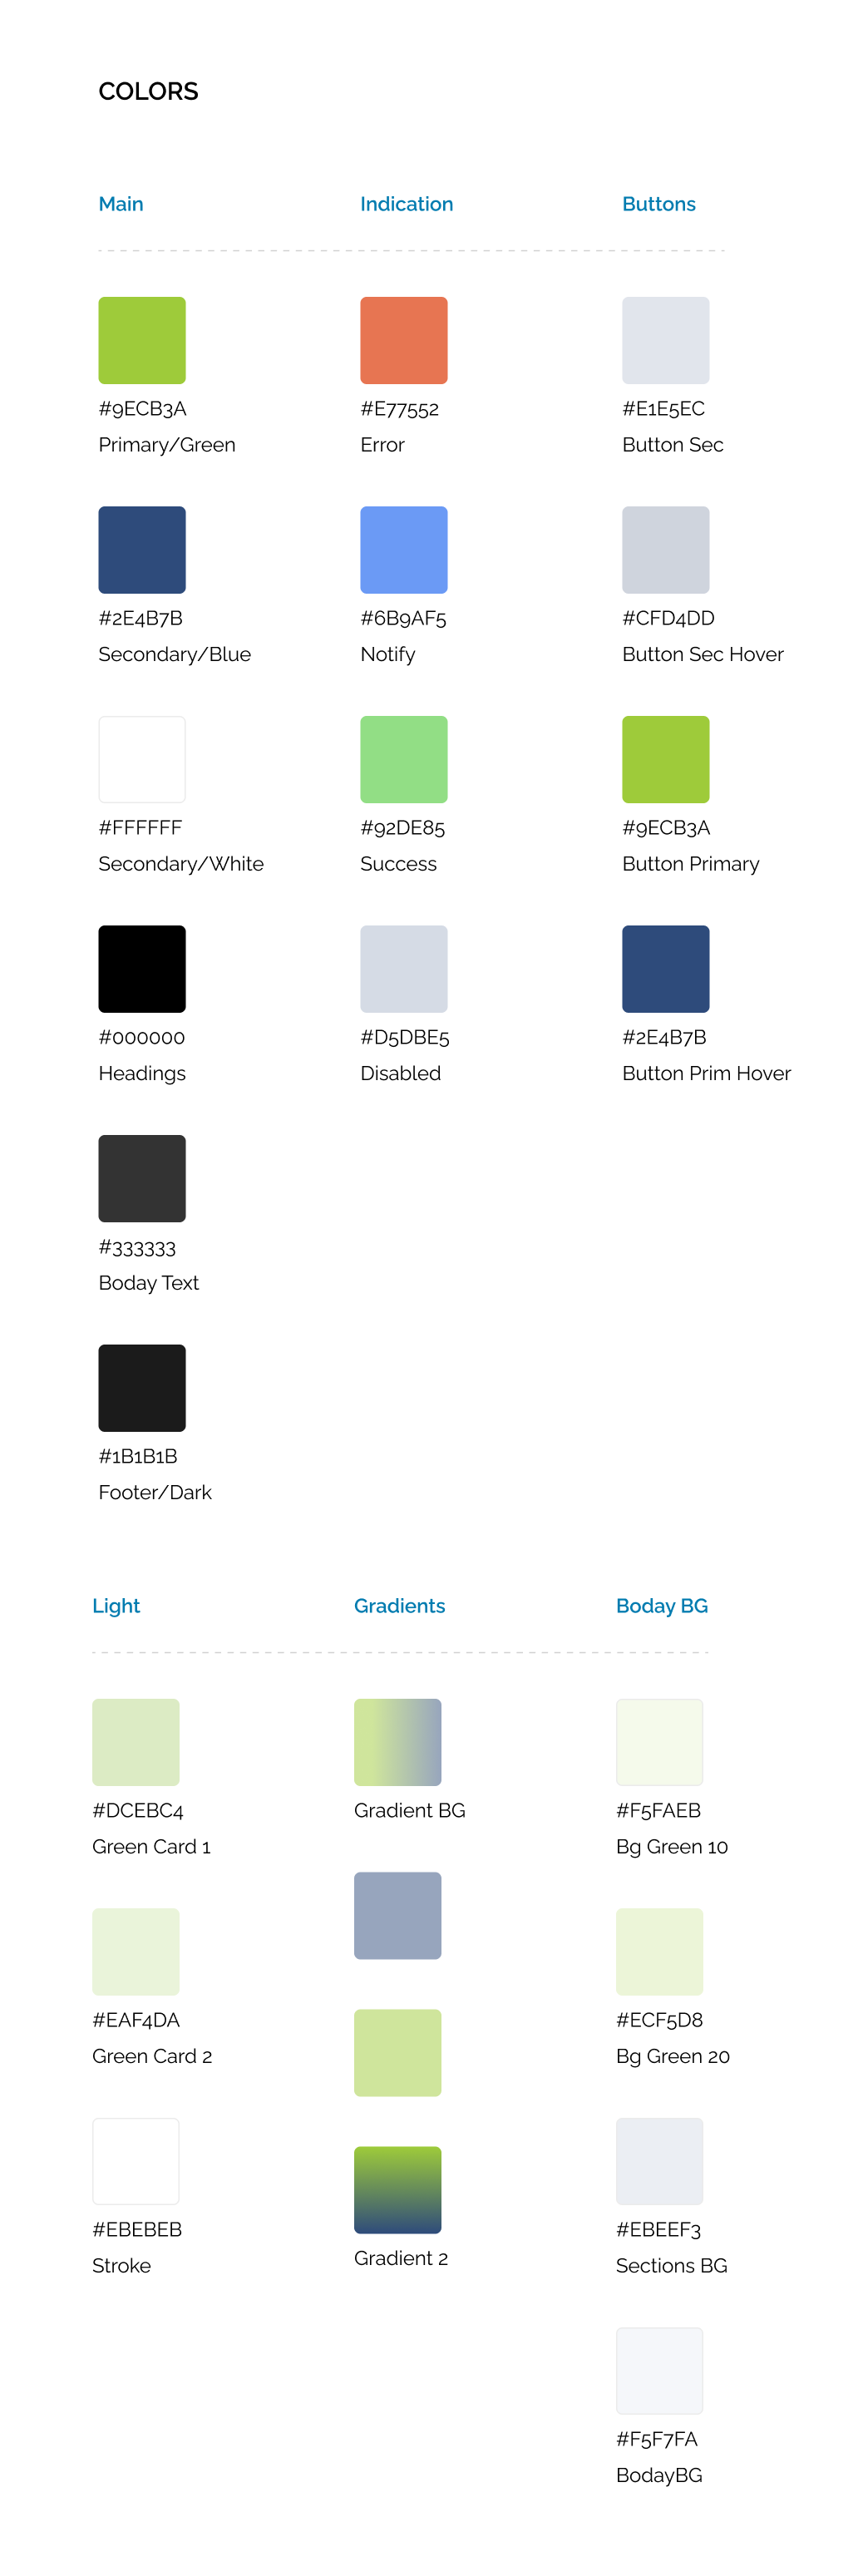 COLORS
Main
Indication
Buttons
#9ECB3A
Primary/Green
#E77552
Error
#E1E5EC
Button Sec
#2E4B7B
Secondary/Blue
#6B9AF5
Notify
#CFD4DD
Button Sec Hover
#FFFFFF
Secondary/White
#92DE85
Success
#9ECB3A
Button Primary
#000000
Headings
#D5DBE5
Disabled
#2E4B7B
Button Prim Hover
#333333
Boday Text
#1B1B1B
Footer/Dark
Light
Gradients
Boday BG
#DCEBC4
Green Card 1
Gradient BG
#F5FAEB
Bg Green 10
#EAF4DA
Green Card 2
#ECF5D8
Bg Green 20
#EBEBEB
Stroke
Gradient 2
#EBEEF3
Sections BG
#F5F7FA
BodayBG